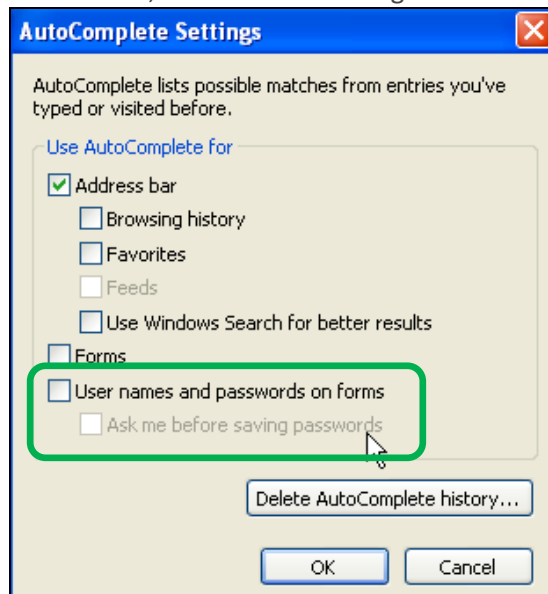 AutoComplete Settings
AutoComplete lists possible matches from entries you've
typed or visited before.
Use AutoComplete for
Address bar
Browsing history
Favorites
Feeds
Use Windows Search for better results
Forms
User names and passwords on forms
Ask me before saving passwords
Delete AutoComplete history...
OK Cancel